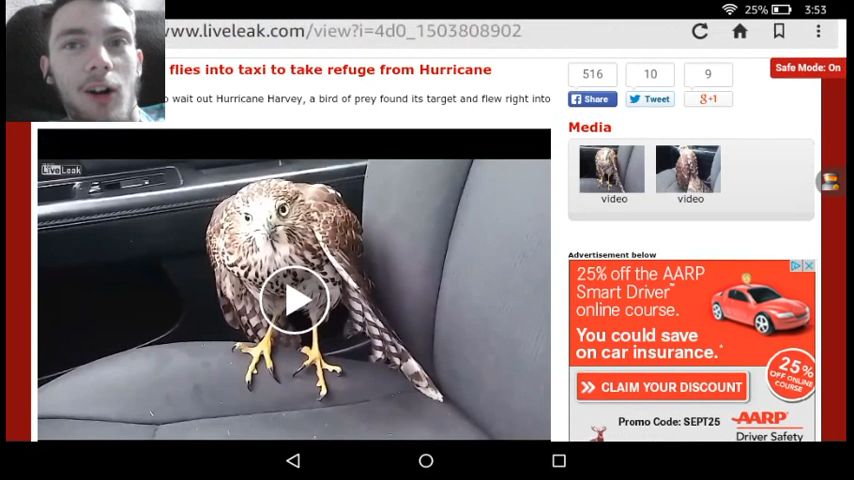 25% 3:53
www.liveleak.com/view?i=4d0_1503808902
flies into taxi to take refuge from Hurricane
516 10 9
Safe Mode: On
wait out Hurricane Harvey, a bird of prey found its target and flew right into
Share Tweet g+1
Media
LiveLeak
video video
Advertisement below
25% off the AARP
Smart Driver™
online course.
You could save
on car insurance.*
25%
OFF ONLINE
COURSE
CLAIM YOUR DISCOUNT
Promo Code: SEPT25 AARP
Driver Safety